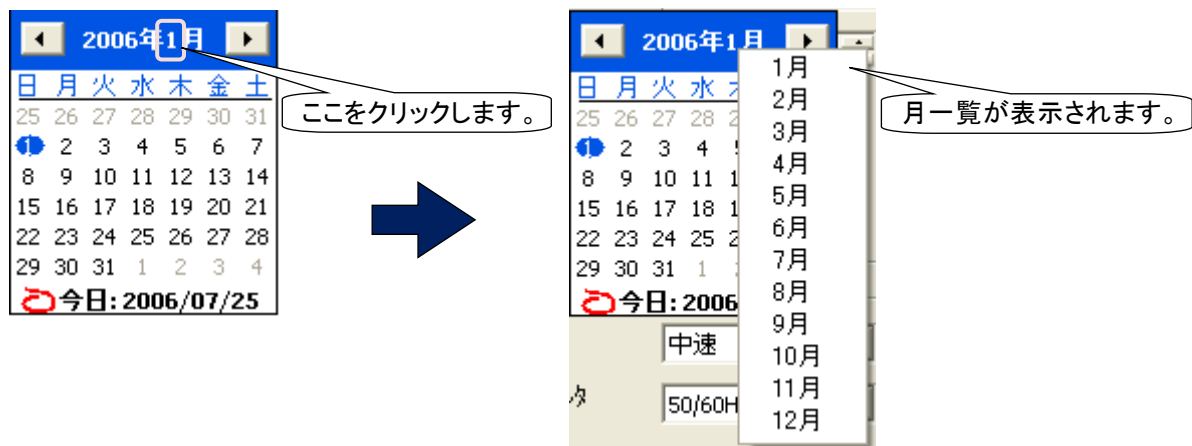 2006年1月
日 月 火 水 木 金 土
25 26 27 28 29 30 31
1 2 3 4 5 6 7
8 9 10 11 12 13 14
15 16 17 18 19 20 21
22 23 24 25 26 27 28
29 30 31 1 2 3 4
今日: 2006/07/25
ここをクリックします。
2006年1月
日 月 火 水
25 26 27 28
1 2 3 4
8 9 10 11
15 16 17 18
22 23 24 25
29 30 31 1
今日: 2006
1月
2月
3月
4月
5月
6月
7月
8月
9月
10月
11月
12月
月一覧が表示されます。
中速
50/60H